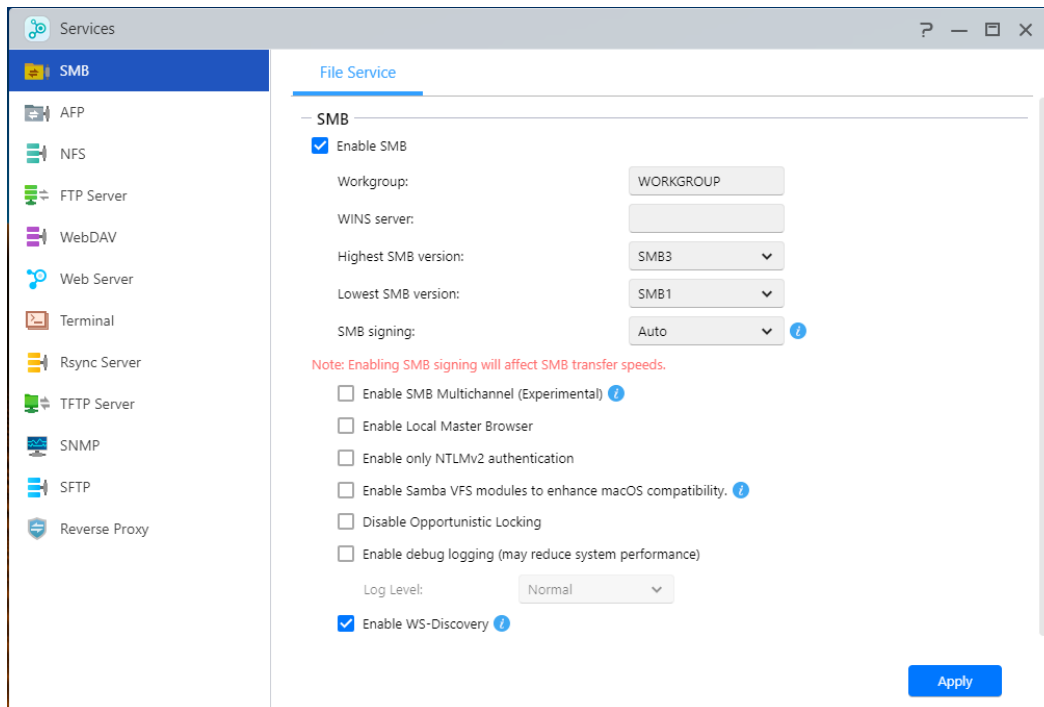 Services
SMB
AFP
NFS
FTP Server
WebDAV
Web Server
Terminal
Rsync Server
TFTP Server
SNMP
SFTP
Reverse Proxy
File Service
SMB
Enable SMB
Workgroup: WORKGROUP
WINS server:
Highest SMB version: SMB3
Lowest SMB version: SMB1
SMB signing: Auto
Note: Enabling SMB signing will affect SMB transfer speeds.
Enable SMB Multichannel (Experimental)
Enable Local Master Browser
Enable only NTLMv2 authentication
Enable Samba VFS modules to enhance macOS compatibility.
Disable Opportunistic Locking
Enable debug logging (may reduce system performance)
Log Level: Normal
Enable WS-Discovery
Apply